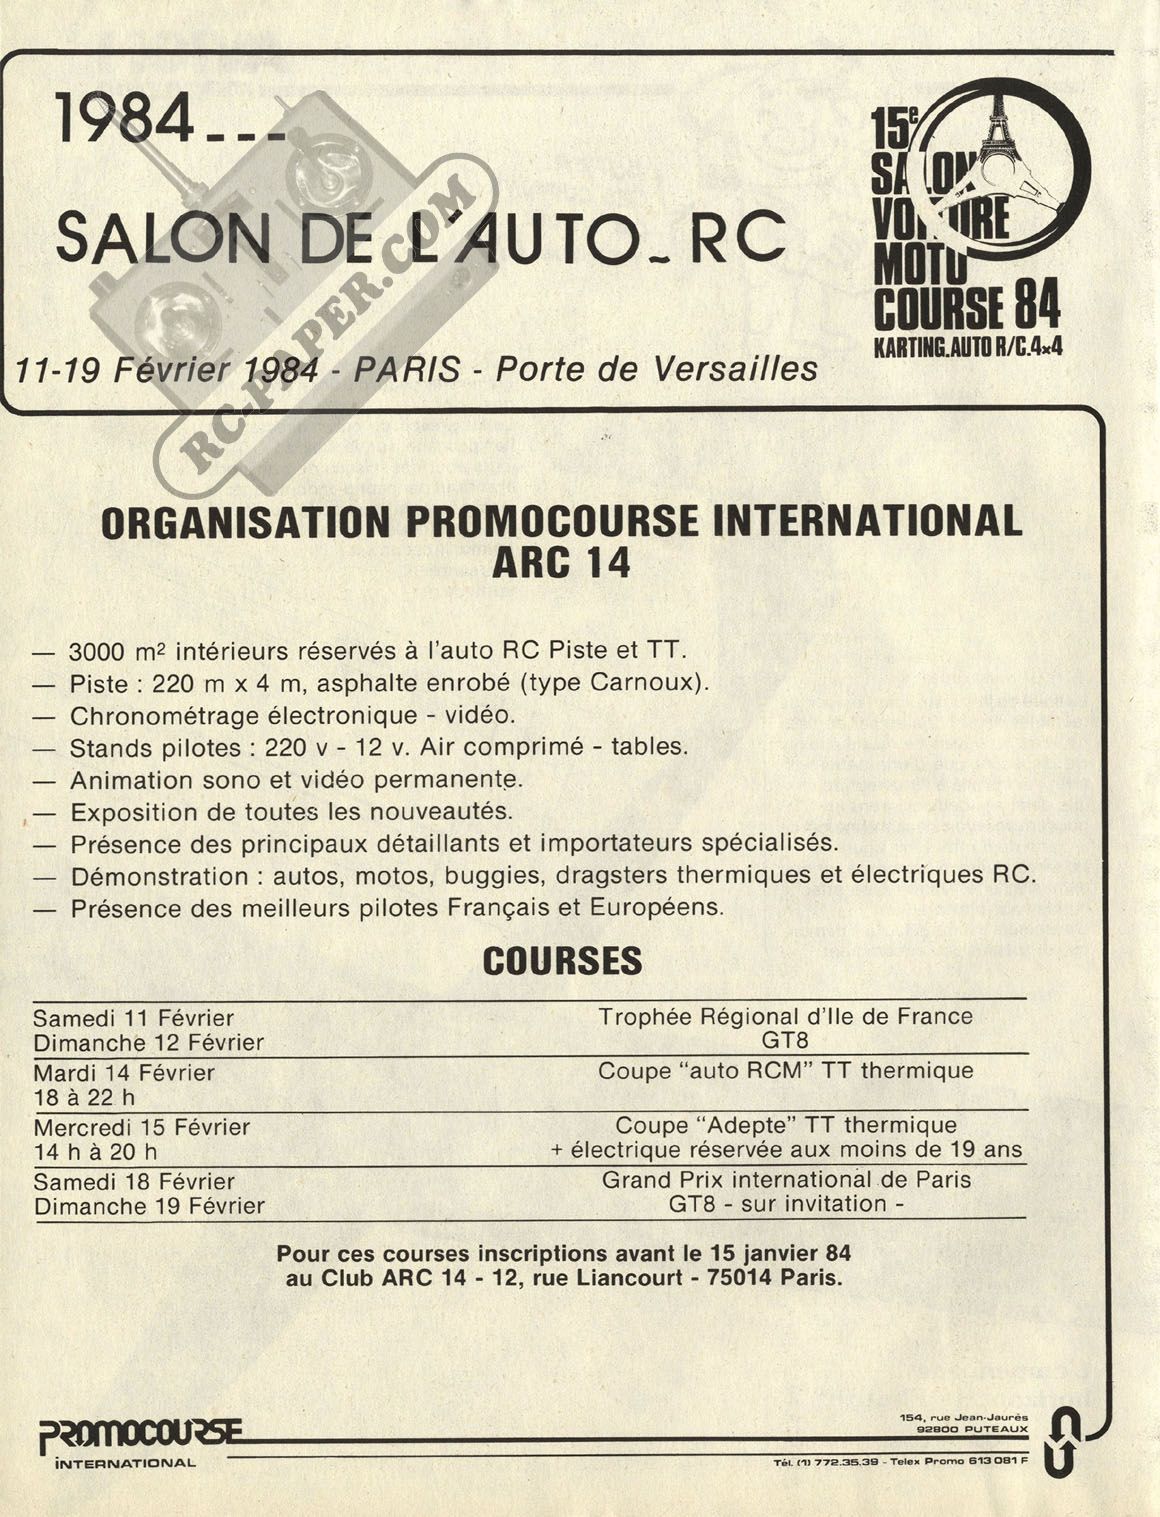 1984---
SALON DE L'AUTO-RC
11-19 Février 1984 - PARIS - Porte de Versailles
15e
SALON
VOITURE
MOTO
COURSE 84
KARTING.AUTO R/C.4x4
RC-PAPER.COM
ORGANISATION PROMOCOURSE INTERNATIONAL
ARC 14
— 3000 m² intérieurs réservés à l'auto RC Piste et TT.
— Piste : 220 m x 4 m, asphalte enrobé (type Carnoux).
— Chronométrage électronique - vidéo.
— Stands pilotes : 220 v - 12 v. Air comprimé - tables.
— Animation sono et vidéo permanente.
— Exposition de toutes les nouveautés.
— Présence des principaux détaillants et importateurs spécialisés.
— Démonstration : autos, motos, buggies, dragsters thermiques et électriques RC.
— Présence des meilleurs pilotes Français et Européens.
COURSES
Samedi 11 Février Trophée Régional d'Ile de France
Dimanche 12 Février GT8
Mardi 14 Février Coupe "auto RCM" TT thermique
18 à 22 h
Mercredi 15 Février Coupe "Adepte" TT thermique
14 h à 20 h + électrique réservée aux moins de 19 ans
Samedi 18 Février Grand Prix international de Paris
Dimanche 19 Février GT8 - sur invitation -
Pour ces courses inscriptions avant le 15 janvier 84
au Club ARC 14 - 12, rue Liancourt - 75014 Paris.
PROMOCOURSE
INTERNATIONAL
154, rue Jean-Jaurès
92800 PUTEAUX
Tél. (1) 772.35.39 - Telex Promo 613 081 F